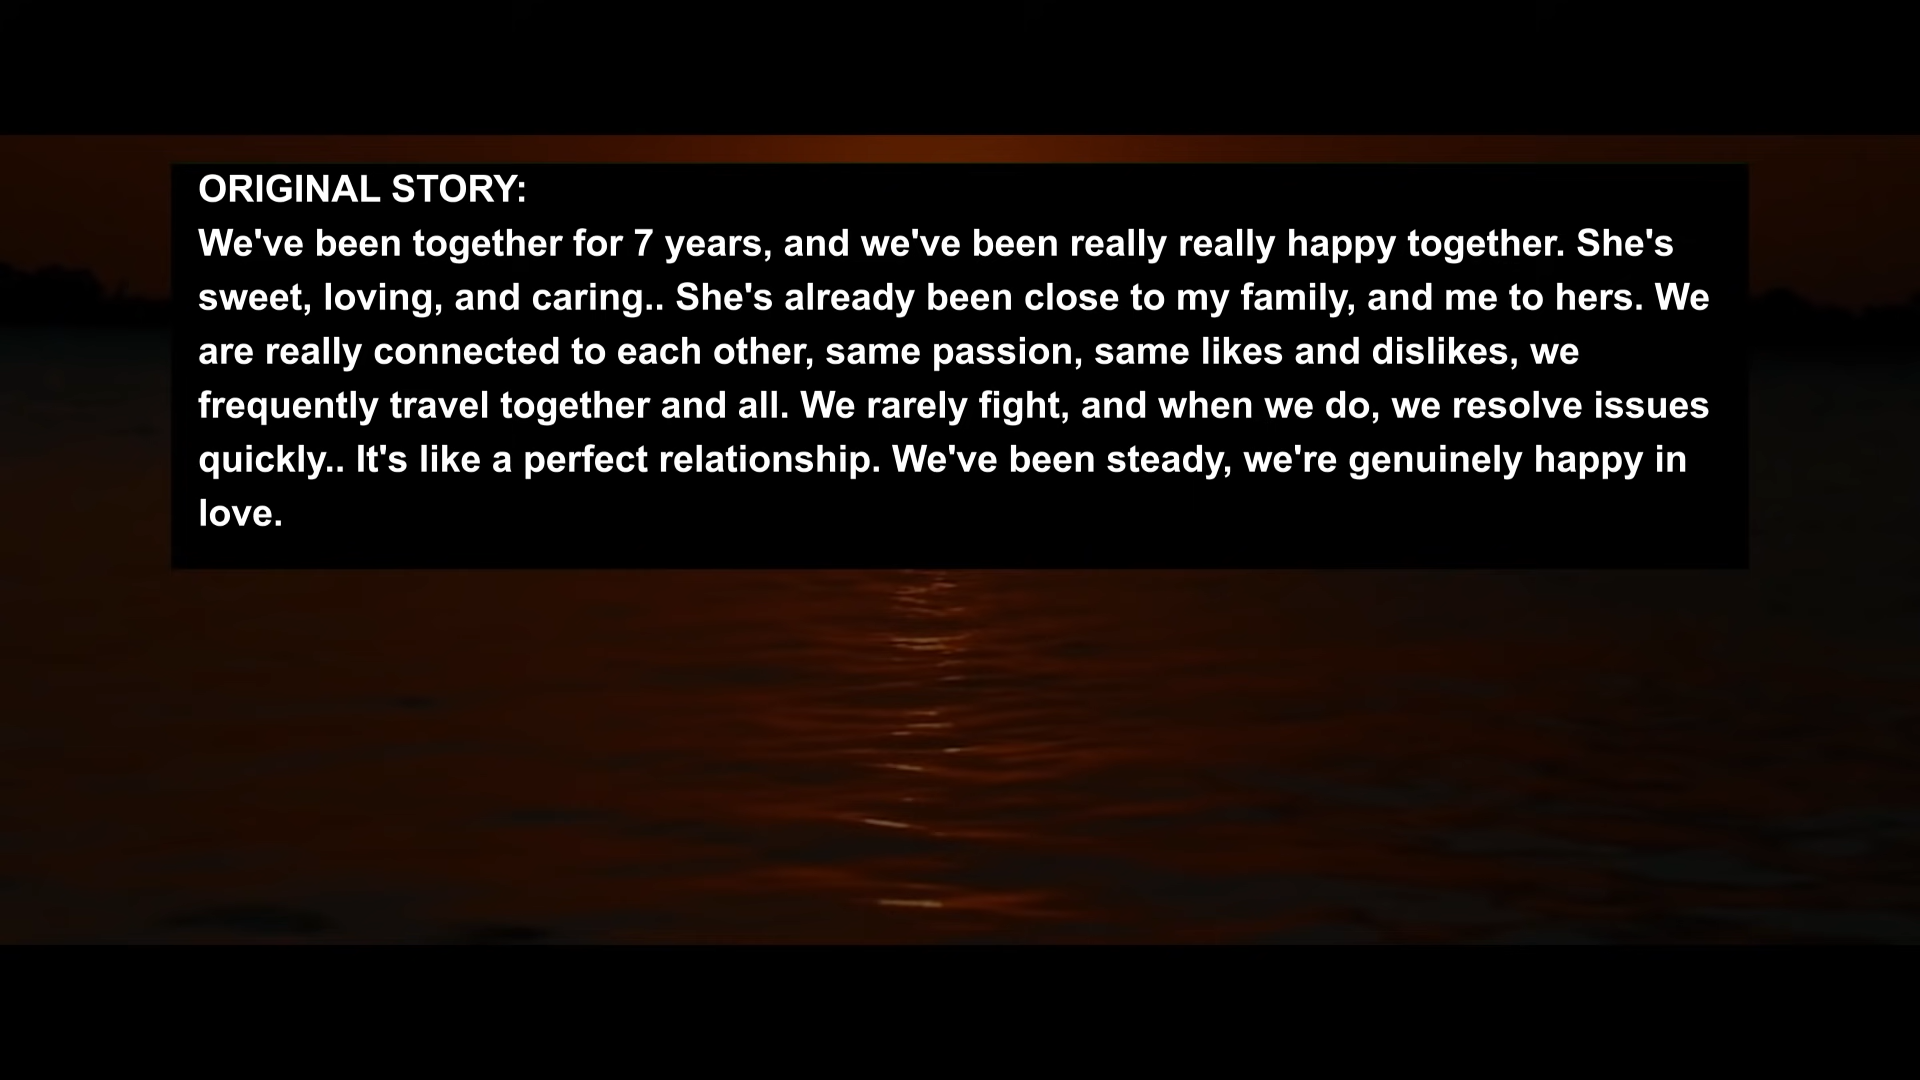 ORIGINAL STORY:
We've been together for 7 years, and we've been really really happy together. She's
sweet, loving, and caring.. She's already been close to my family, and me to hers. We
are really connected to each other, same passion, same likes and dislikes, we
frequently travel together and all. We rarely fight, and when we do, we resolve issues
quickly.. It's like a perfect relationship. We've been steady, we're genuinely happy in
love.